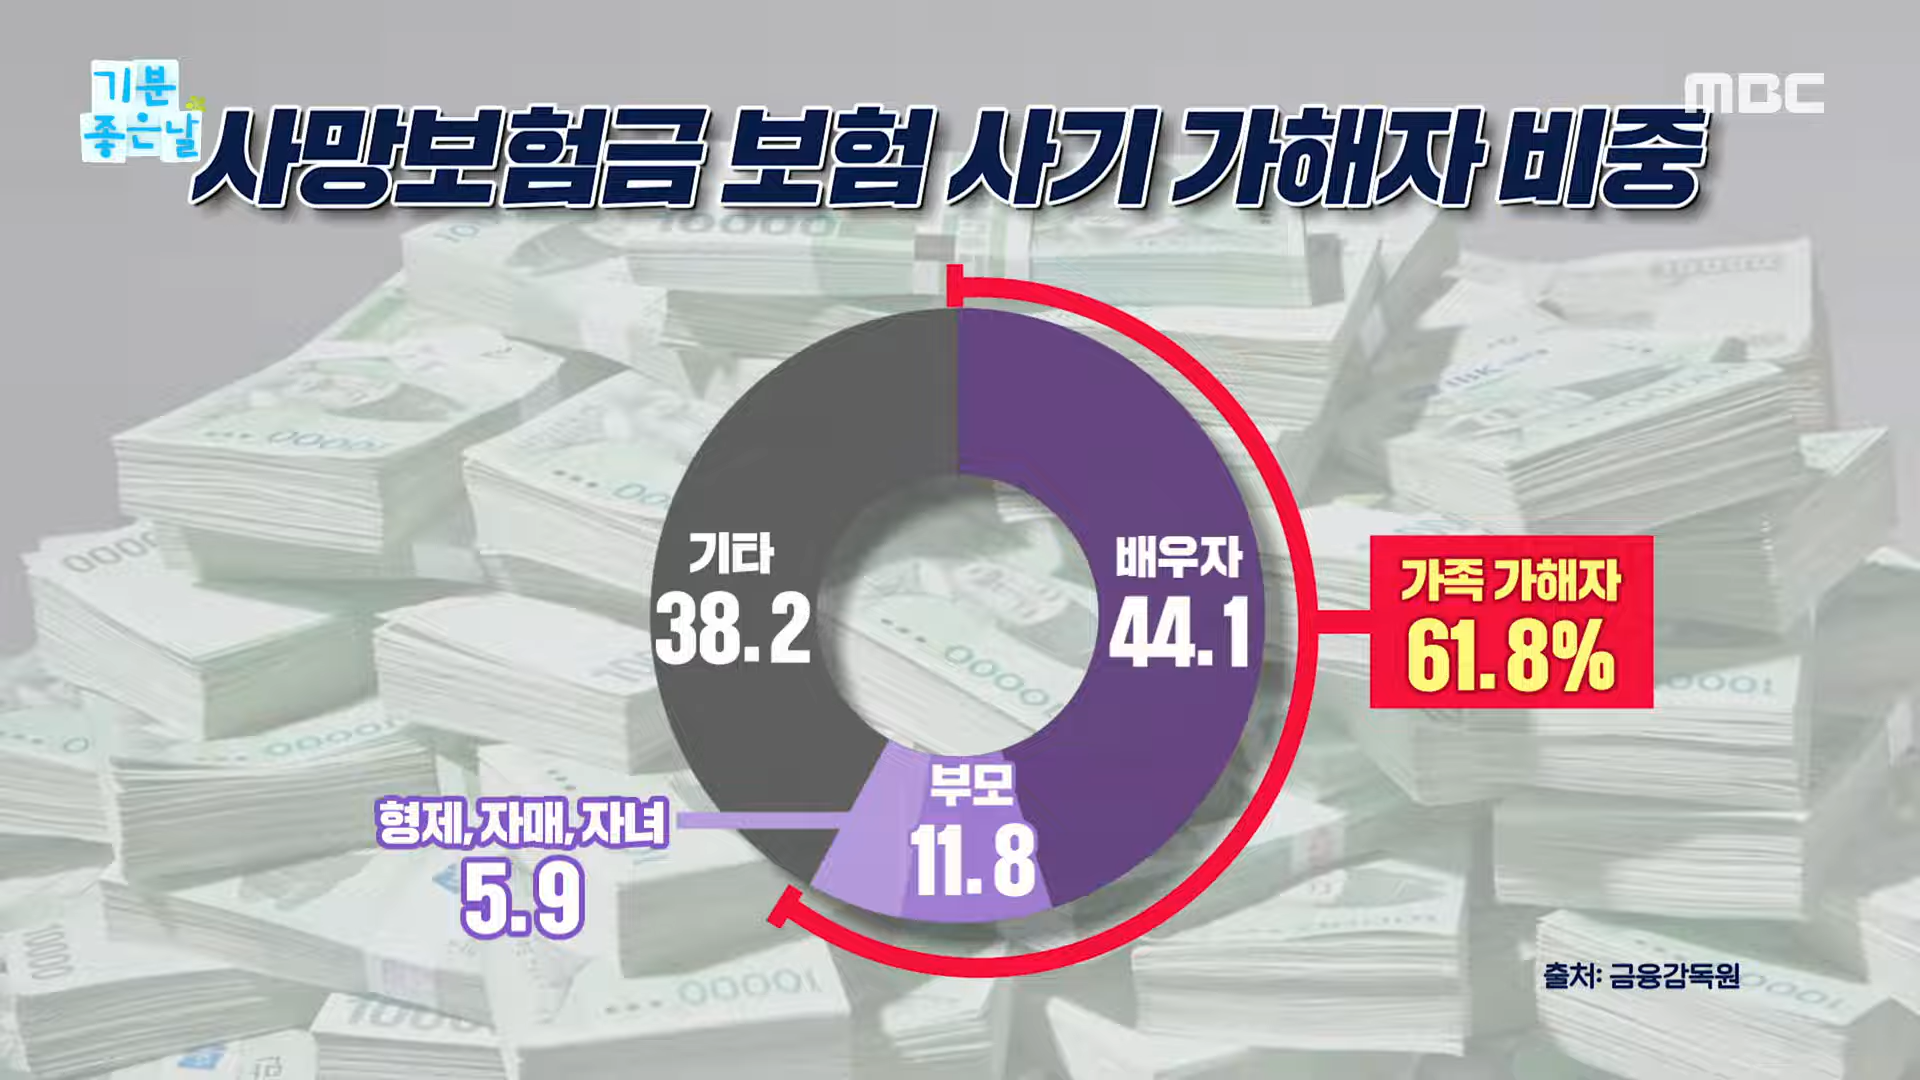 기분
좋은날
MBC
사망보험금 보험 사기 가해자 비중
기타
38.2
배우자
44.1
가족 가해자
61.8%
부모
11.8
형제,자매,자녀
5.9
출처: 금융감독원